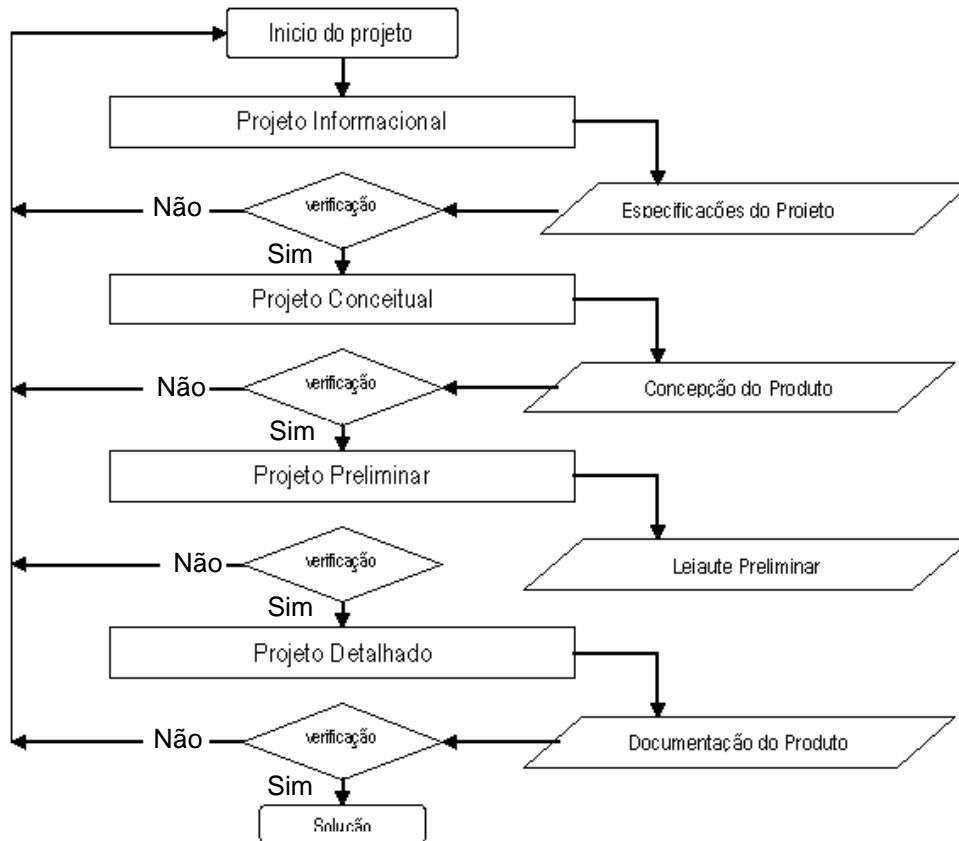 Inicio do projeto
Projeto Informacional
Não
verificação
Especificações do Projeto
Sim
Projeto Conceitual
Não
verificação
Concepção do Produto
Sim
Projeto Preliminar
Não
verificação
Leiaute Preliminar
Sim
Projeto Detalhado
Não
verificação
Documentação do Produto
Sim
Solução